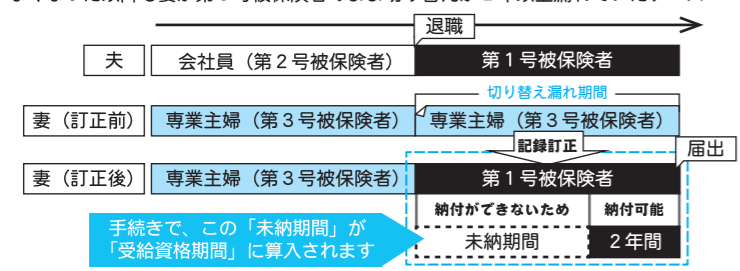 退職
夫
会社員（第２号被保険者）
第１号被保険者
切り替え漏れ期間
妻（訂正前）
専業主婦（第３号被保険者）
専業主婦（第３号被保険者）
記録訂正
届出
妻（訂正後）
専業主婦（第３号被保険者）
第１号被保険者
納付ができないため
納付可能
手続きで、この「未納期間」が
「受給資格期間」に算入されます
未納期間
２年間